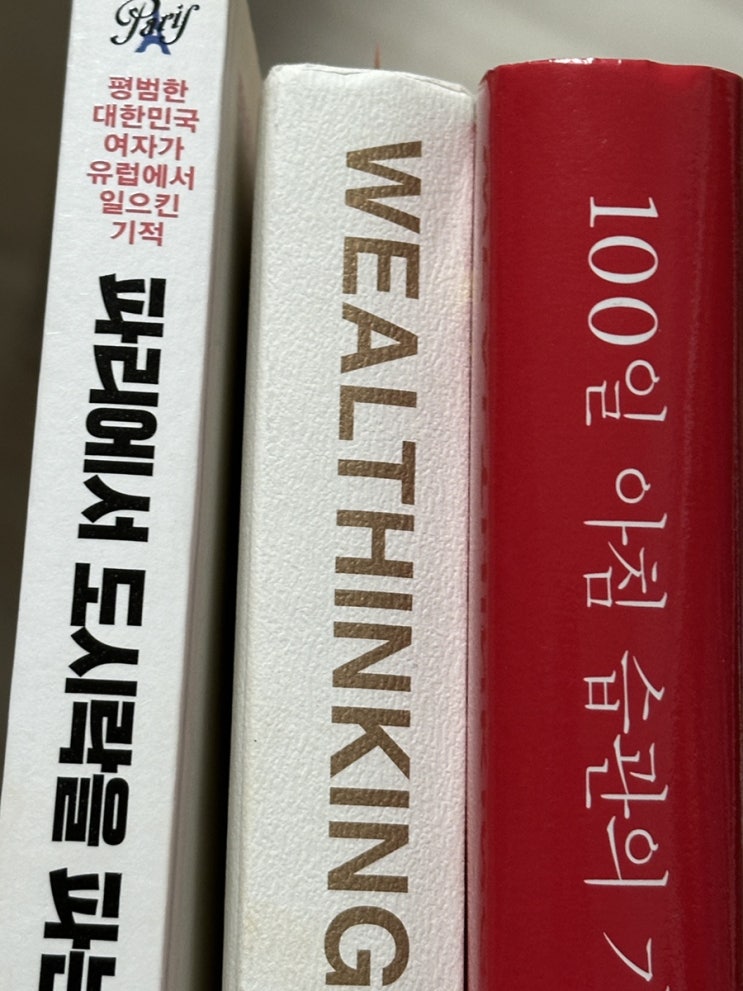 Paris
평범한
대한민국
여자가
유럽에서
일으킨
기적
파리에서 도시락을 파는
WEALTHINKING
100일 아침 습관의